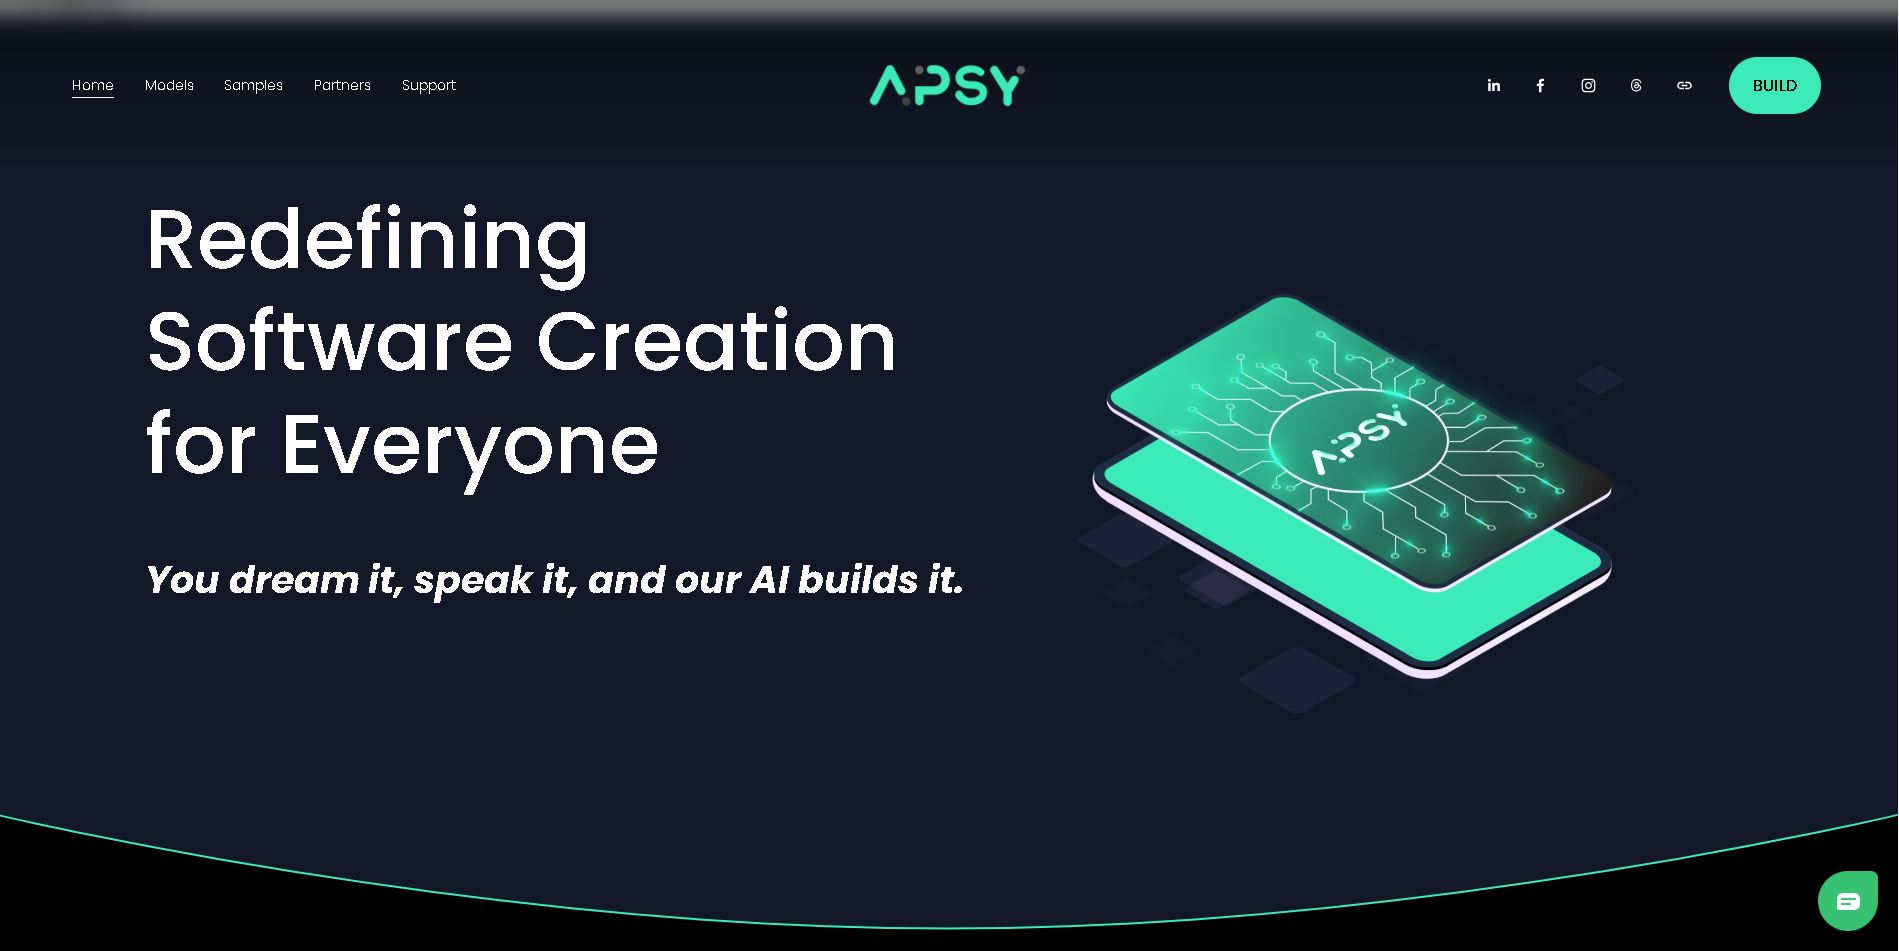 Home Models Samples Partners Support
APSY
BUILD
Redefining
Software Creation
for Everyone
You dream it, speak it, and our AI builds it.
APSY